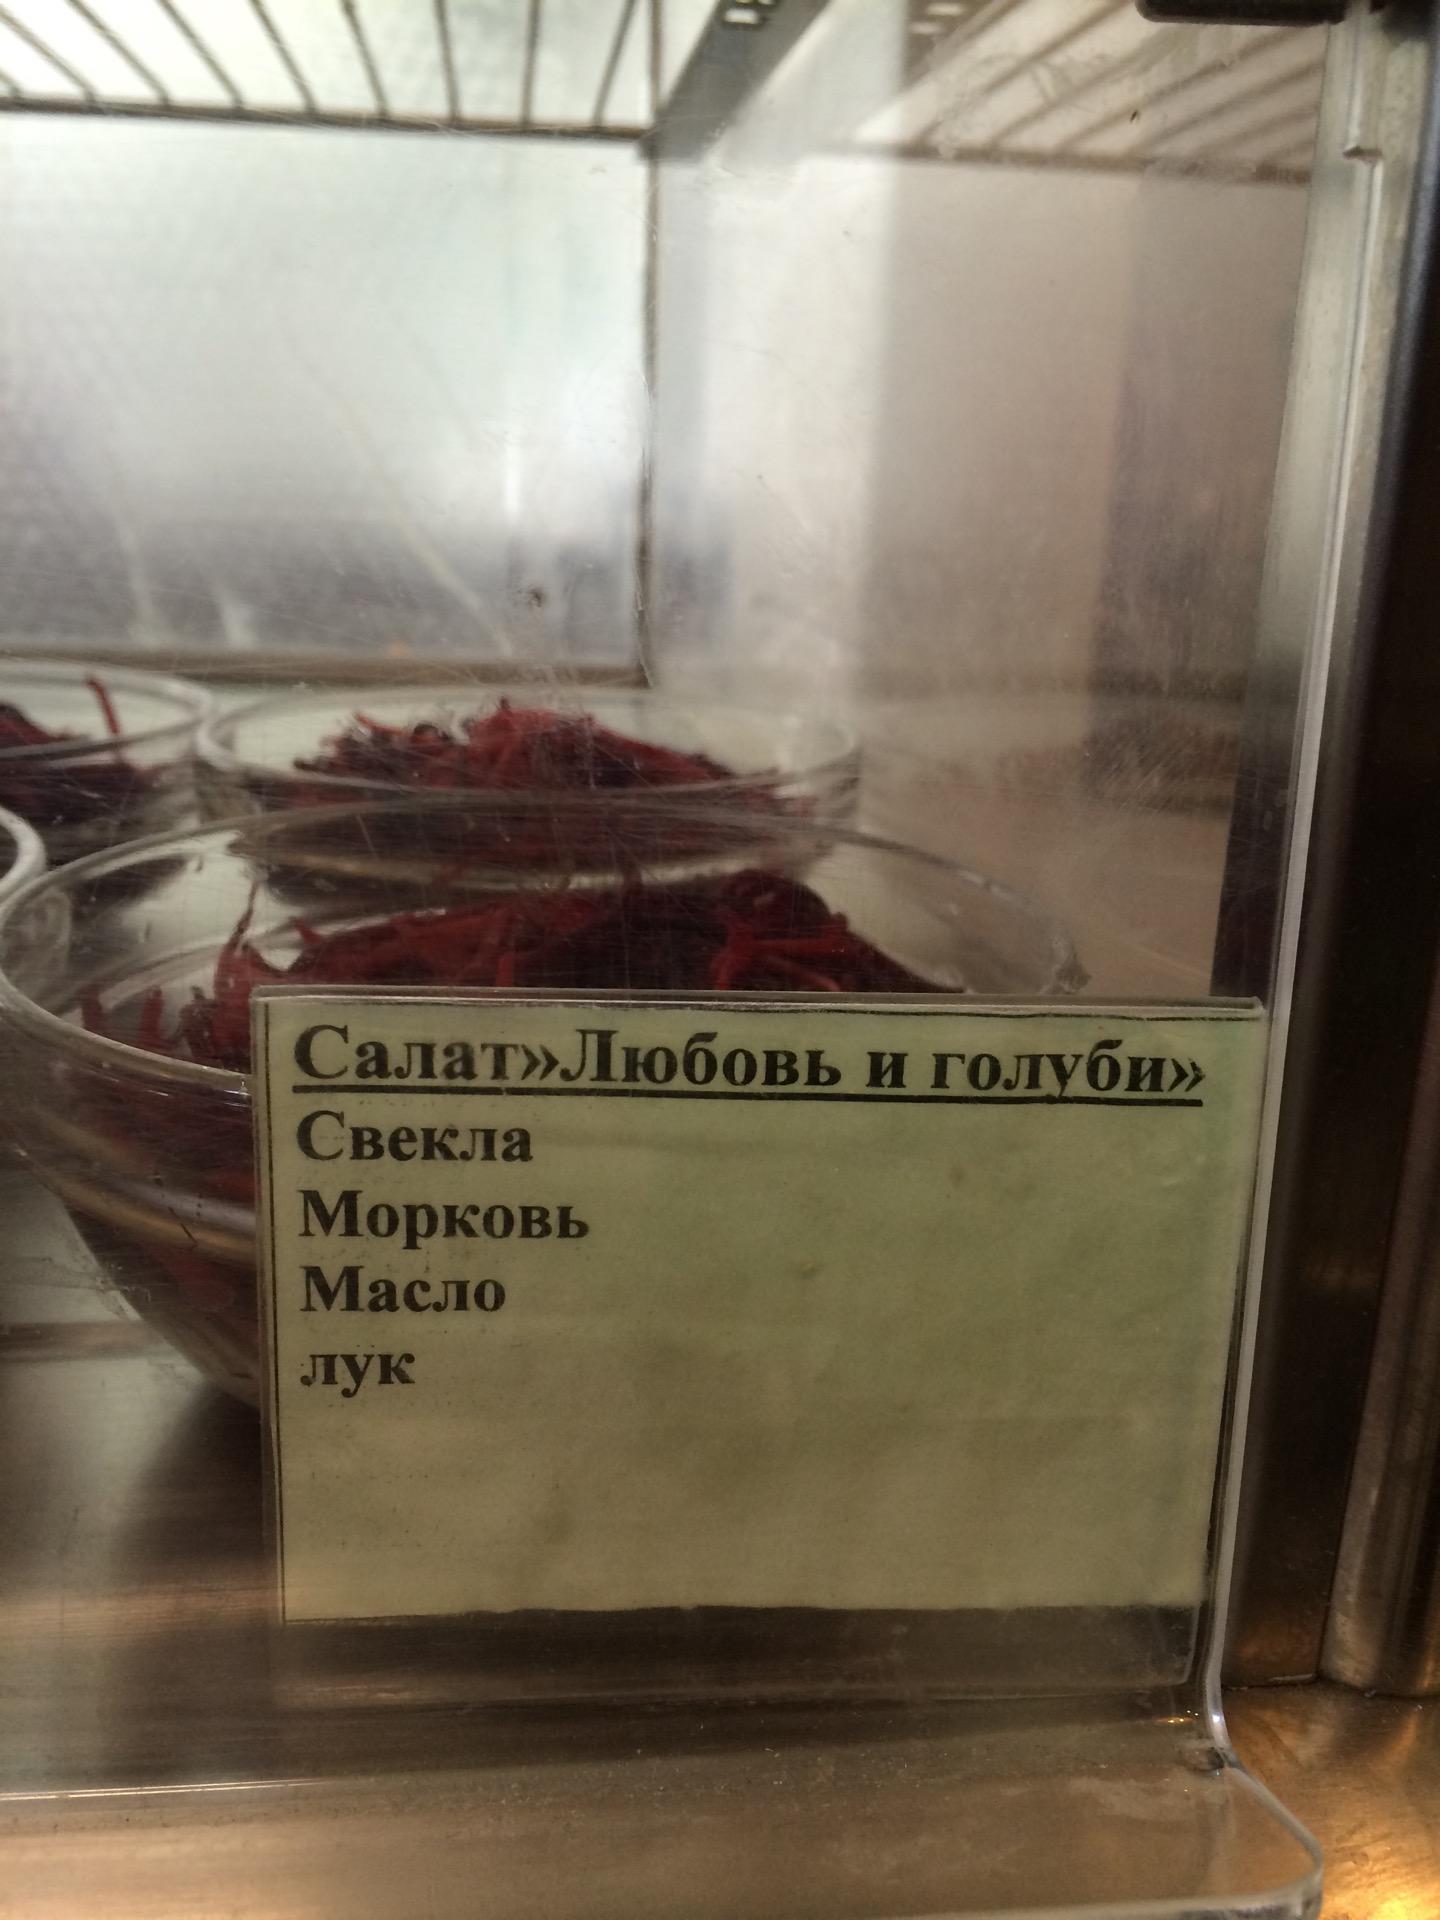 Салат»Любовь и голуби»
Свекла
Морковь
Масло
лук